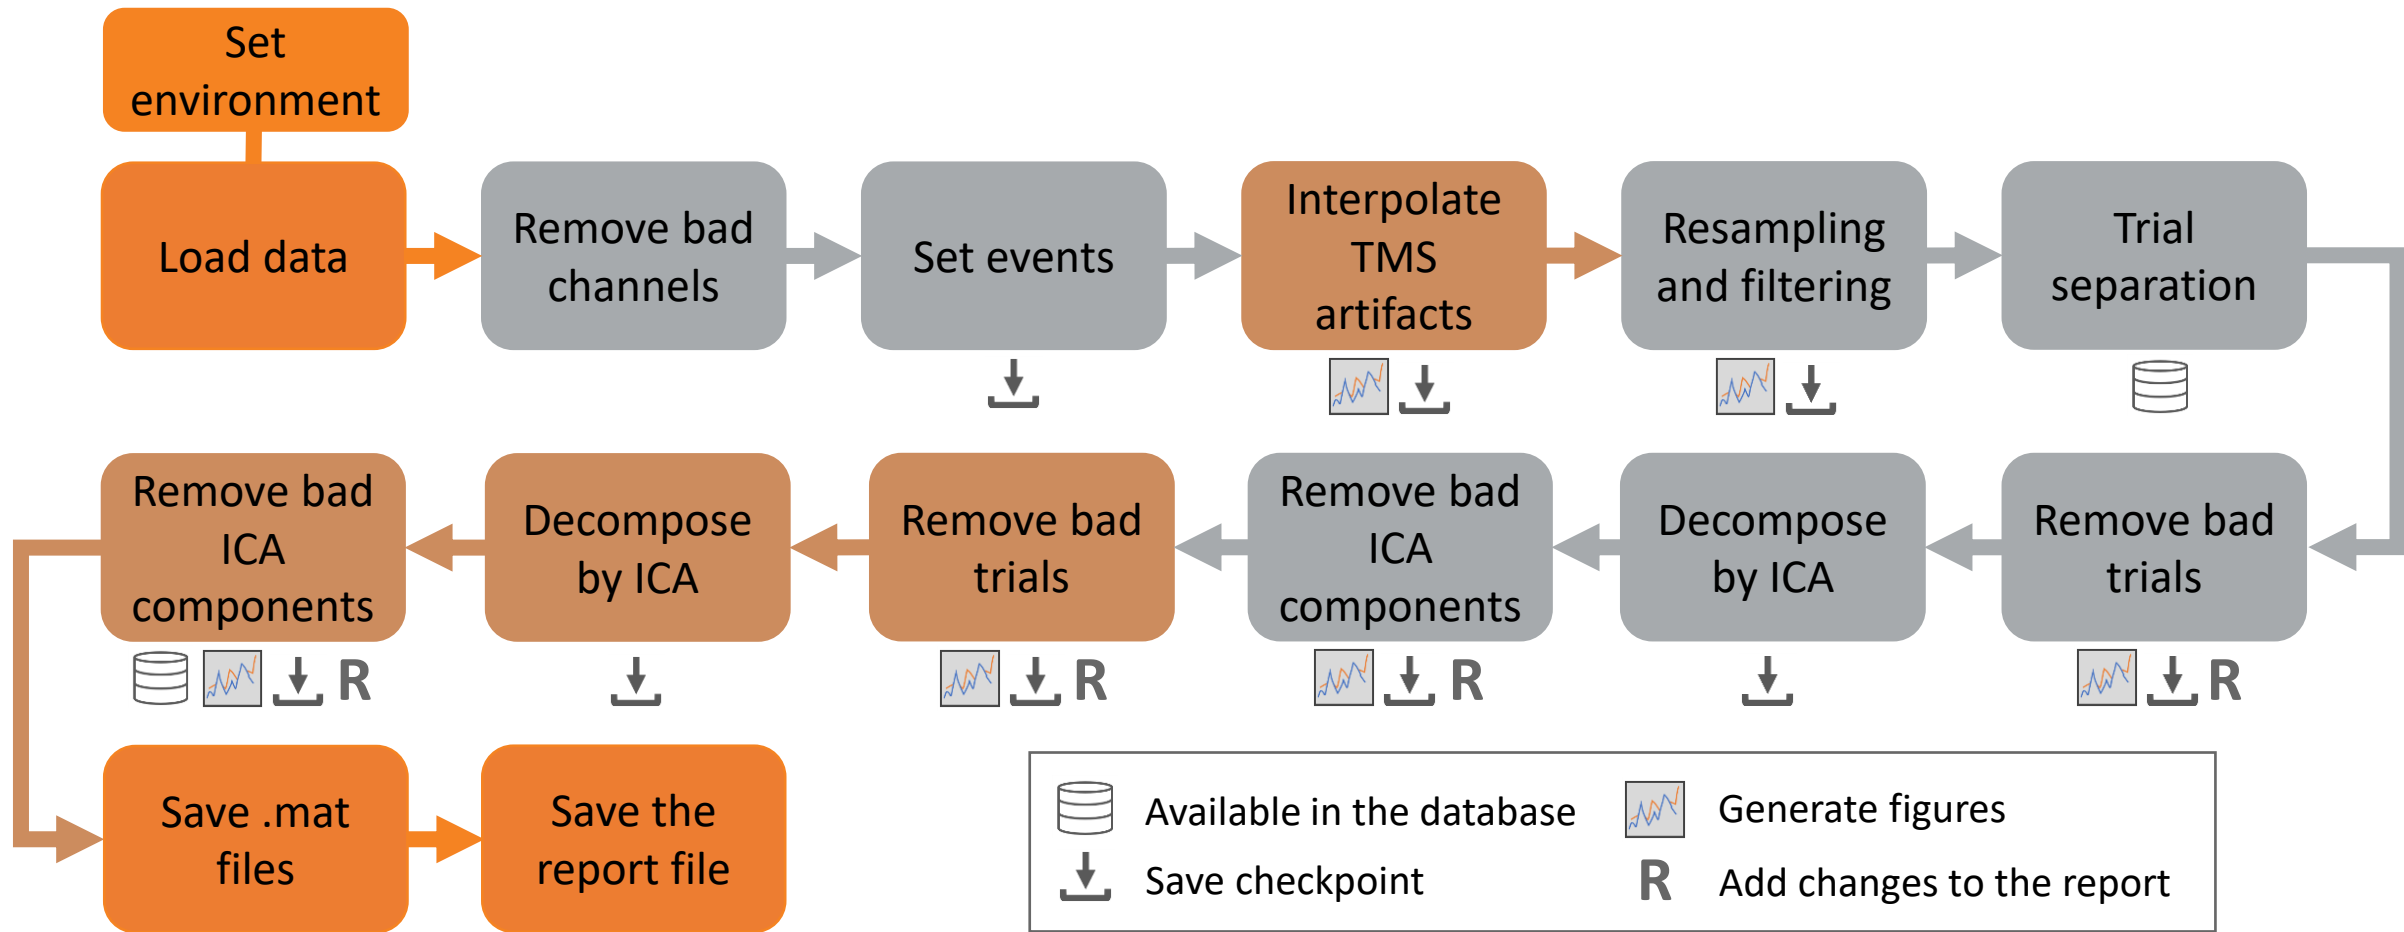 Set
environment
Load data
Remove bad
channels
Set events
Interpolate
TMS
artifacts
Resampling
and filtering
Trial
separation
Remove bad
ICA
components
Decompose
by ICA
Remove bad
trials
Remove bad
ICA
components
Decompose
by ICA
Remove bad
trials
R
R
R
R
Save .mat
files
Save the
report file
Available in the database
Generate figures
Save checkpoint
R
Add changes to the report